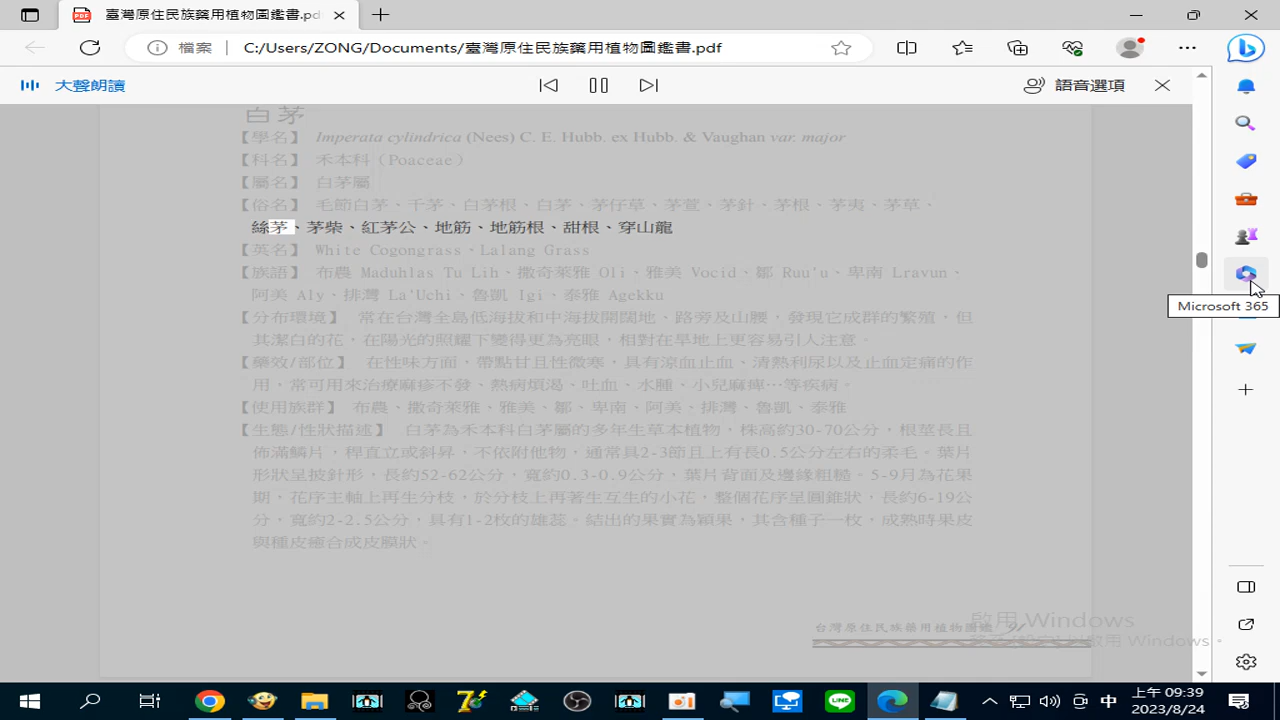 臺灣原住民族藥用植物圖鑑書.pdf
檔案
C:/Users/ZONG/Documents/臺灣原住民族藥用植物圖鑑書.pdf
大聲朗讀
語音選項
白茅
【學名】 Imperata cylindrica (Nees) C. E. Hubb. ex Hubb. & Vaughan var. major
【科名】 禾本科（Poaceae）
【屬名】 白茅屬
【俗名】 毛節白茅、千茅、白茅根、白茅、茅仔草、茅萱、茅針、茅根、茅夷、茅草、
絲茅、茅柴、紅茅公、地筋、地筋根、甜根、穿山龍
【英名】 White Cogongrass、Lalang Grass
【族語】 布農 Maduhlas Tu Lih、撒奇萊雅 Oli、雅美 Vocid、鄒 Ruu'u、卑南 Lravun、
阿美 Aly、排灣 La'Uchi、魯凱 Igi、泰雅 Agekku
【分布環境】 常在台灣全島低海拔和中海拔開闊地、路旁及山腰，發現它成群的繁殖，但
其潔白的花，在陽光的照耀下變得更為亮眼，相對在旱地上更容易引人注意。
【藥效/部位】 在性味方面，帶點甘且性微寒，具有涼血止血、清熱利尿以及止血定痛的作
用，常可用來治療麻疹不發、熱病煩渴、吐血、水腫、小兒麻痺…等疾病。
【使用族群】 布農、撒奇萊雅、雅美、鄒、卑南、阿美、排灣、魯凱、泰雅
【生態/性狀描述】 白茅為禾本科白茅屬的多年生草本植物，株高約30-70公分，根莖長且
佈滿鱗片，稈直立或斜昇，不依附他物，通常具2-3節且上有長0.5公分左右的柔毛。葉片
形狀呈披針形，長約52-62公分，寬約0.3-0.9公分，葉片背面及邊緣粗糙。5-9月為花果
期，花序主軸上再生分枝，於分枝上再著生互生的小花，整個花序呈圓錐狀，長約6-19公
分，寬約2-2.5公分，具有1-2枚的雄蕊。結出的果實為穎果，其含種子一枚，成熟時果皮
與種皮癒合成皮膜狀。
Microsoft 365
台灣原住民族藥用植物圖鑑 91
啟用 Windows
中
上午 09:39
2023/8/24